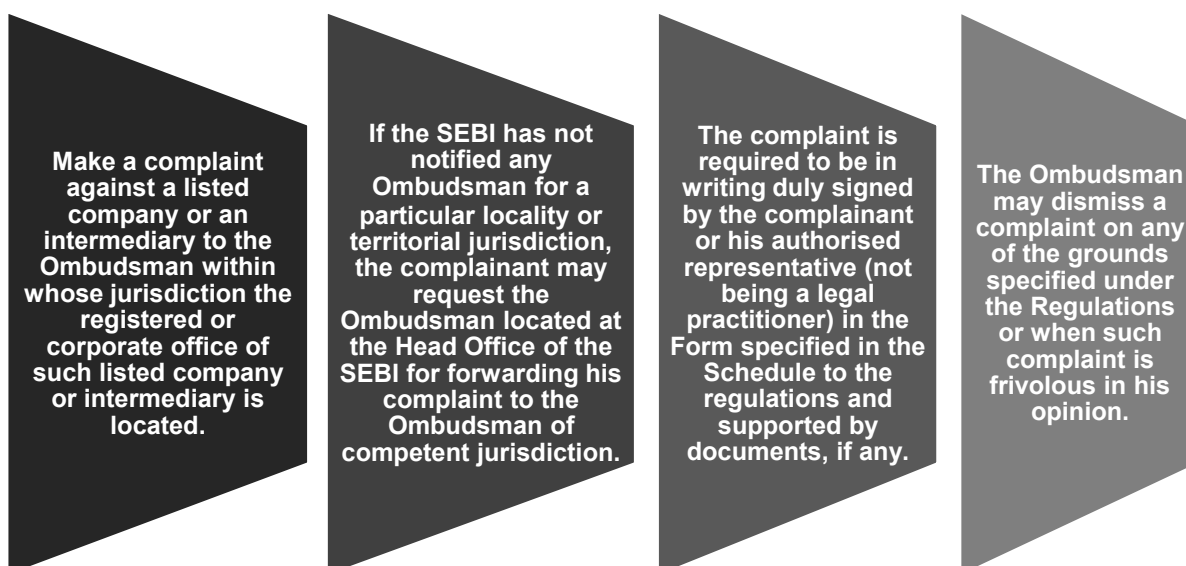 Make a complaint
against a listed
company or an
intermediary to the
Ombudsman within
whose jurisdiction the
registered or
corporate office of
such listed company
or intermediary is
located.
If the SEBI has not
notified any
Ombudsman for a
particular locality or
territorial jurisdiction,
the complainant may
request the
Ombudsman located at
the Head Office of the
SEBI for forwarding his
complaint to the
Ombudsman of
competent jurisdiction.
The complaint is
required to be in
writing duly signed
by the complainant
or his authorised
representative (not
being a legal
practitioner) in the
Form specified in the
Schedule to the
regulations and
supported by
documents, if any.
The Ombudsman
may dismiss a
complaint on any
of the grounds
specified under
the Regulations
or when such
complaint is
frivolous in his
opinion.